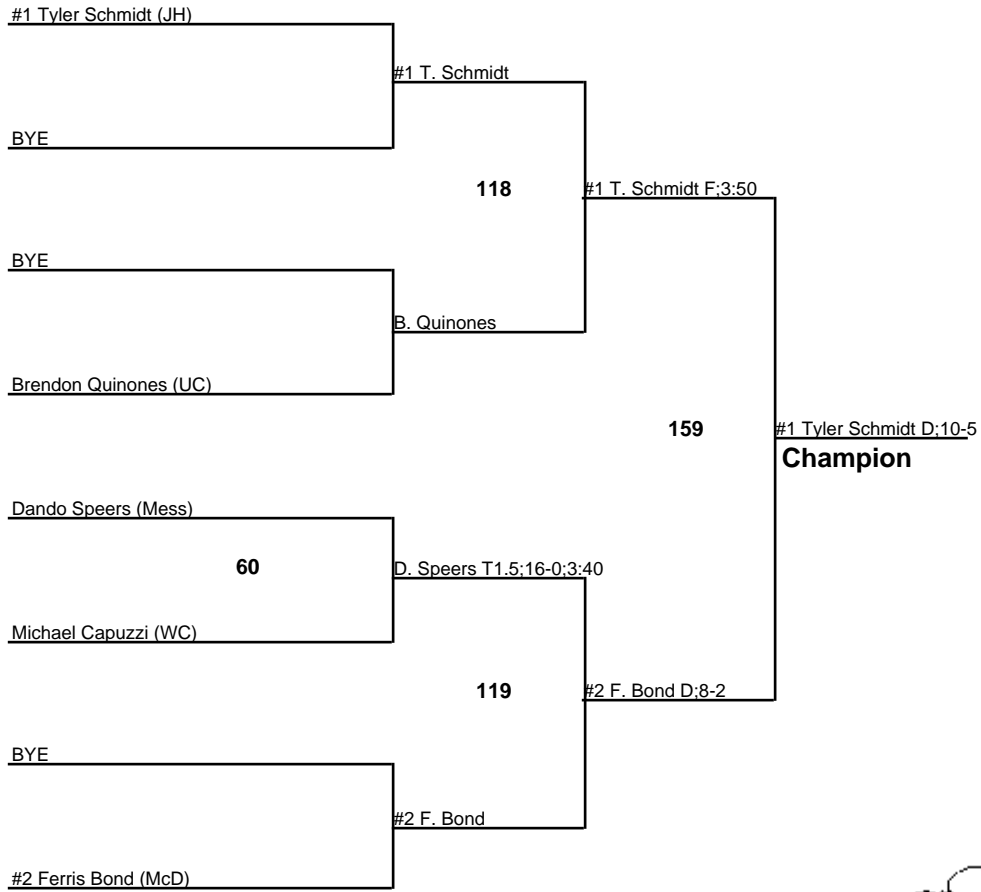 #1 Tyler Schmidt (JH)
#1 T. Schmidt
BYE
118
#1 T. Schmidt F;3:50
BYE
B. Quinones
Brendon Quinones (UC)
159
#1 Tyler Schmidt D;10-5
Champion
Dando Speers (Mess)
60
D. Speers T1.5;16-0;3:40
Michael Capuzzi (WC)
119
#2 F. Bond D;8-2
BYE
#2 F. Bond
#2 Ferris Bond (McD)